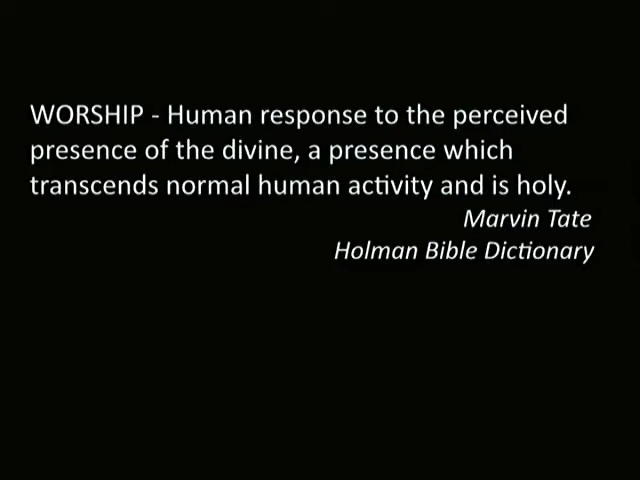 WORSHIP - Human response to the perceived
presence of the divine, a presence which
transcends normal human activity and is holy.
Marvin Tate
Holman Bible Dictionary